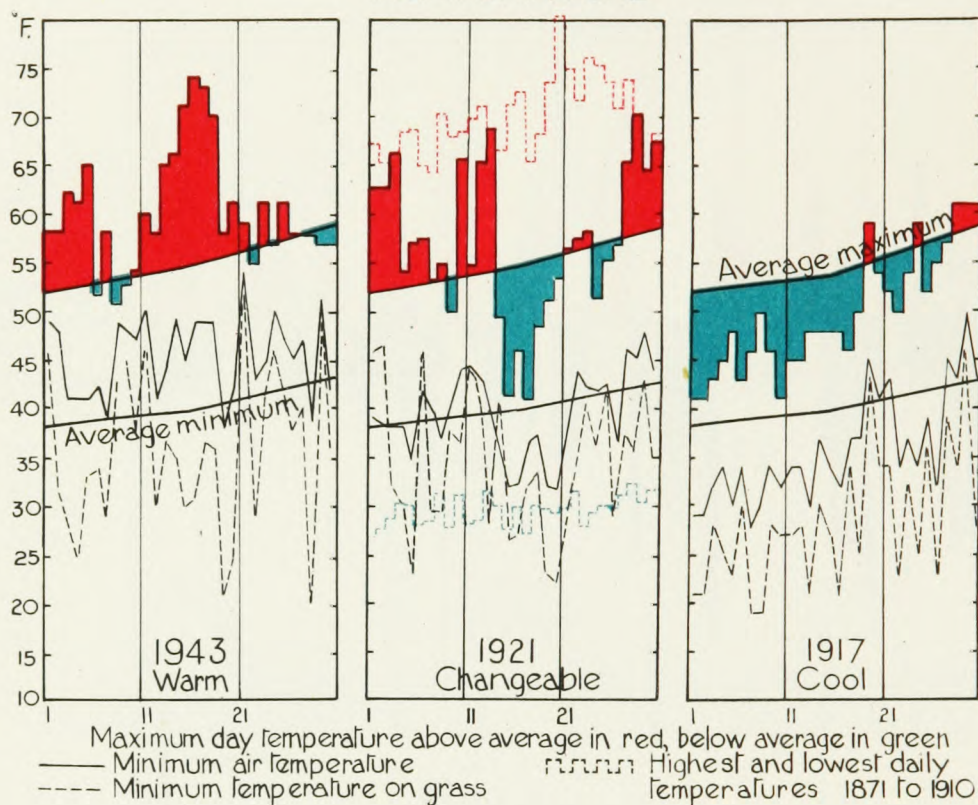 °F.
75
70
65
60
55
50
45
40
35
30
25
20
15
10
Average minimum
1943
Warm
1 11 21
1921
Changeable
1 11 21
Average maximum
1917
Cool
1 11 21
Maximum day temperature above average in red, below average in green
Minimum air temperature
Minimum temperature on grass
Highest and lowest daily
temperatures 1871 to 1910